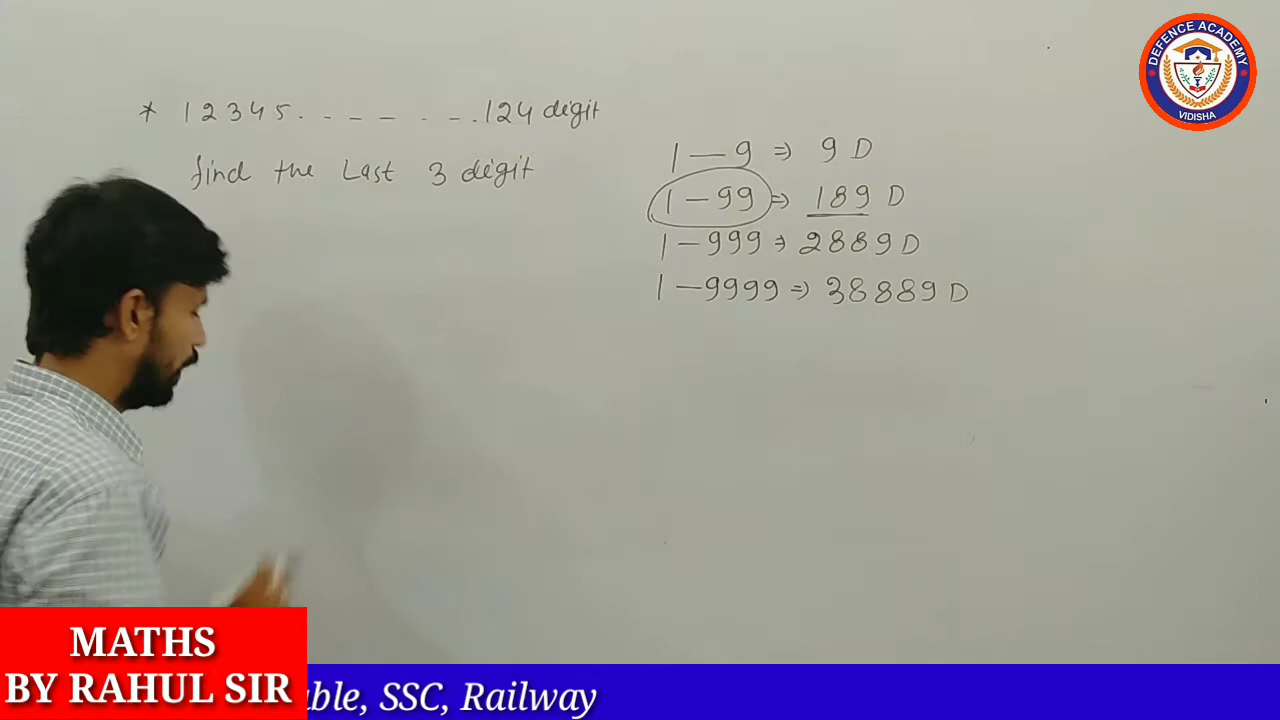 * 12345. - - - - . - -.124 digit
find the Last 3 digit
1 — 9 ⇒ 9 D
1 – 99 ⇒ 189 D
1 – 999 ⇒ 2889 D
1 – 9999 ⇒ 38889 D
DEFENCE ACADEMY
VIDISHA
MATHS
BY RAHUL SIR
able, SSC, Railway